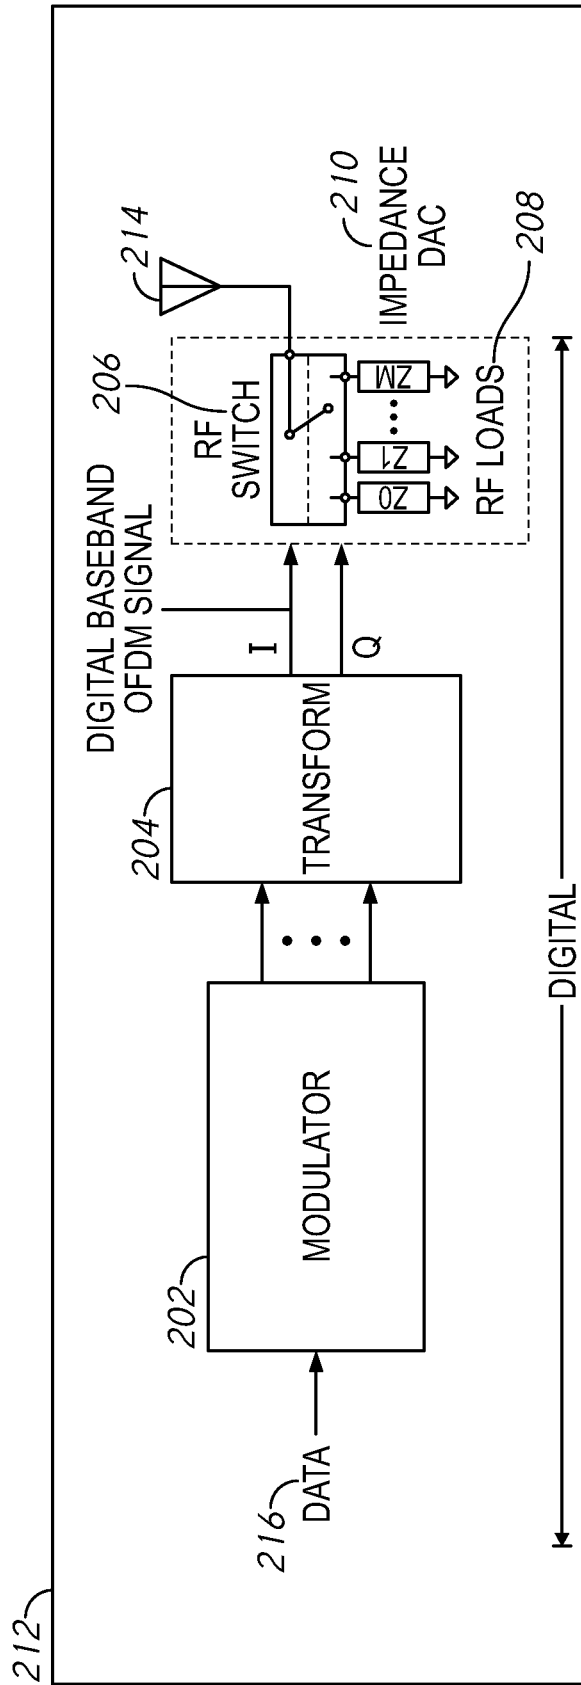 212
216
DATA
202
MODULATOR
204
TRANSFORM
DIGITAL BASEBAND
OFDM SIGNAL
I
Q
206
RF
SWITCH
Z0
Z1
ZM
RF LOADS
208
214
210
IMPEDANCE
DAC
DIGITAL